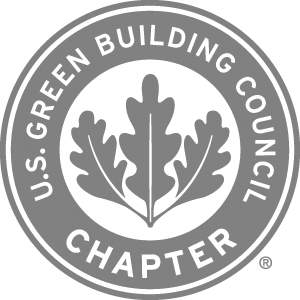 U.S. GREEN BUILDING COUNCIL
CHAPTER
®